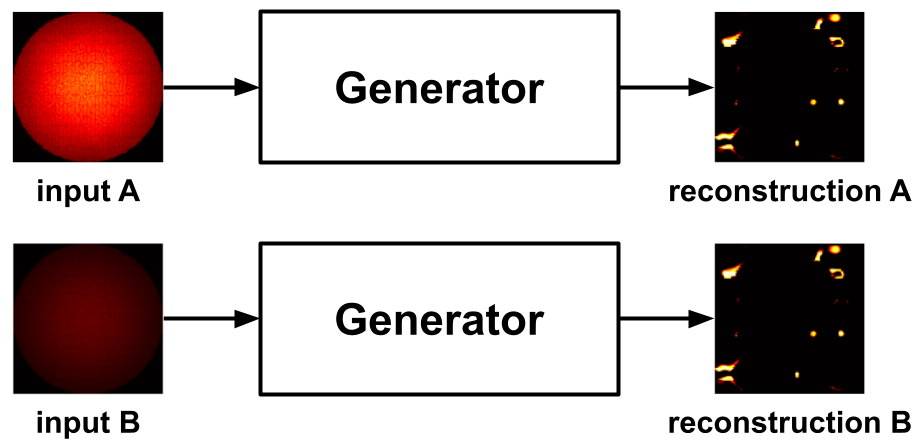 Generator
input A
reconstruction A
Generator
input B
reconstruction B